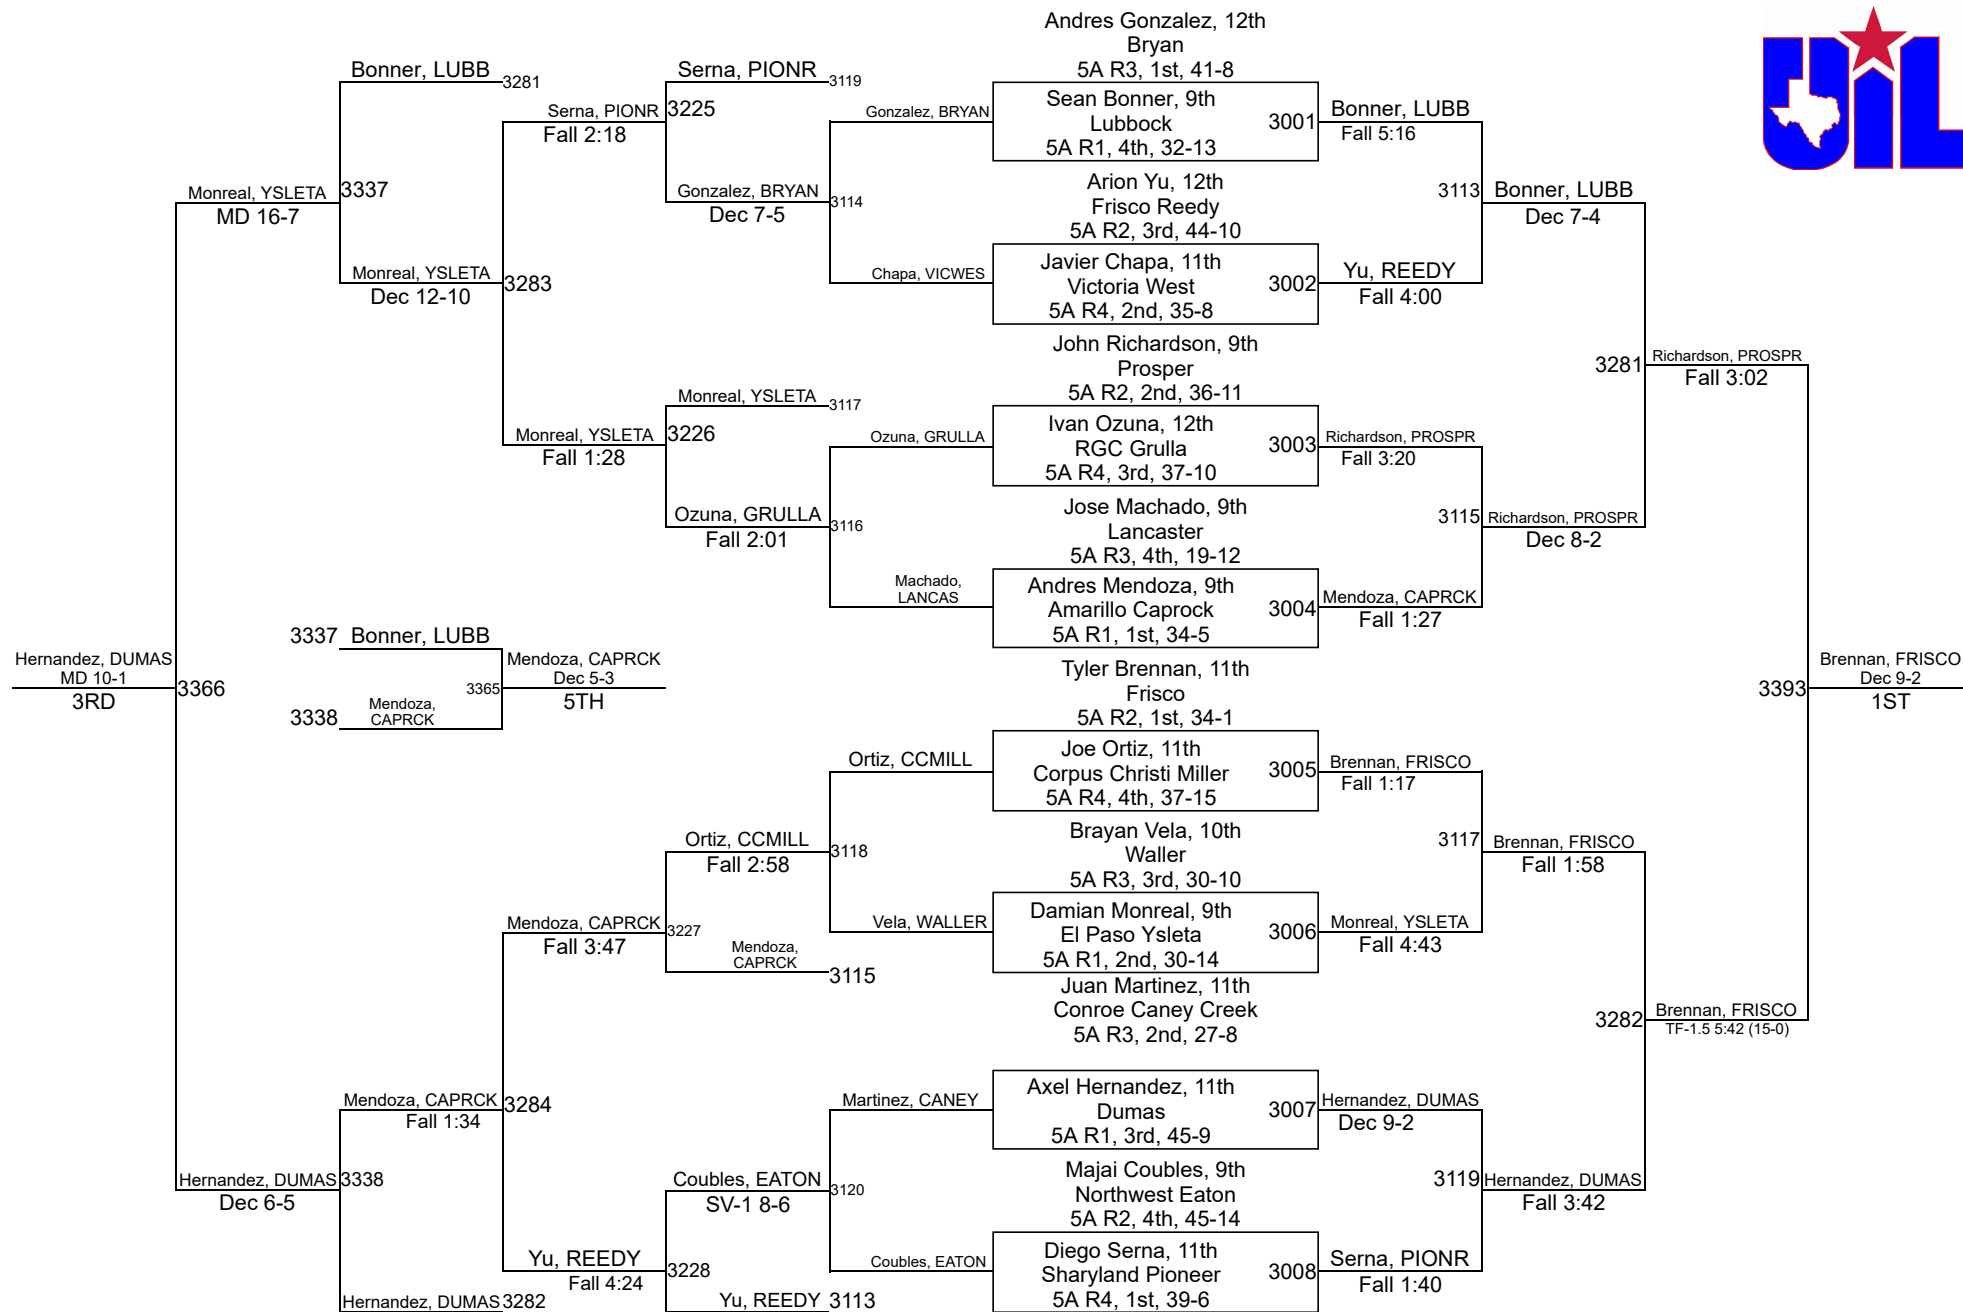 UIL
Andres Gonzalez, 12th
Bryan
5A R3, 1st, 41-8
Sean Bonner, 9th
Lubbock
5A R1, 4th, 32-13
3001
Arion Yu, 12th
Frisco Reedy
5A R2, 3rd, 44-10
Javier Chapa, 11th
Victoria West
5A R4, 2nd, 35-8
3002
John Richardson, 9th
Prosper
5A R2, 2nd, 36-11
Ivan Ozuna, 12th
RGC Grulla
5A R4, 3rd, 37-10
3003
Jose Machado, 9th
Lancaster
5A R3, 4th, 19-12
Andres Mendoza, 9th
Amarillo Caprock
5A R1, 1st, 34-5
3004
Tyler Brennan, 11th
Frisco
5A R2, 1st, 34-1
Joe Ortiz, 11th
Corpus Christi Miller
5A R4, 4th, 37-15
3005
Brayan Vela, 10th
Waller
5A R3, 3rd, 30-10
Damian Monreal, 9th
El Paso Ysleta
5A R1, 2nd, 30-14
3006
Juan Martinez, 11th
Conroe Caney Creek
5A R3, 2nd, 27-8
Axel Hernandez, 11th
Dumas
5A R1, 3rd, 45-9
3007
Majai Coubles, 9th
Northwest Eaton
5A R2, 4th, 45-14
Diego Serna, 11th
Sharyland Pioneer
5A R4, 1st, 39-6
3008
Bonner, LUBB
Fall 5:16
3113
Yu, REEDY
Fall 4:00
Richardson, PROSPR
Fall 3:20
3115
Mendoza, CAPRCK
Fall 1:27
Brennan, FRISCO
Fall 1:17
3117
Monreal, YSLETA
Fall 4:43
Hernandez, DUMAS
Dec 9-2
3119
Serna, PIONR
Fall 1:40
Bonner, LUBB
Dec 7-4
3281
Richardson, PROSPR
Dec 8-2
Brennan, FRISCO
Fall 1:58
3282
Hernandez, DUMAS
Fall 3:42
Richardson, PROSPR
Fall 3:02
3393
Brennan, FRISCO
TF-1.5 5:42 (15-0)
Brennan, FRISCO
Dec 9-2
1ST
Gonzalez, BRYAN
3114
Chapa, VICWES
Ozuna, GRULLA
3116
Machado,
LANCAS
Ortiz, CCMILL
3118
Vela, WALLER
Martinez, CANEY
3120
Coubles, EATON
Serna, PIONR
3119
3225
Gonzalez, BRYAN
Dec 7-5
Monreal, YSLETA
3117
3226
Ozuna, GRULLA
Fall 2:01
Ortiz, CCMILL
Fall 2:58
3227
Mendoza,
CAPRCK
3115
Coubles, EATON
SV-1 8-6
3228
Yu, REEDY
3113
Serna, PIONR
Fall 2:18
3283
Monreal, YSLETA
Fall 1:28
Mendoza, CAPRCK
Fall 3:47
3284
Yu, REEDY
Fall 4:24
Bonner, LUBB
3281
3337
Monreal, YSLETA
Dec 12-10
Mendoza, CAPRCK
Fall 1:34
3338
Hernandez, DUMAS
3282
Monreal, YSLETA
MD 16-7
3366
Hernandez, DUMAS
Dec 6-5
Hernandez, DUMAS
MD 10-1
3RD
3337
Bonner, LUBB
3365
3338
Mendoza,
CAPRCK
Mendoza, CAPRCK
Dec 5-3
5TH